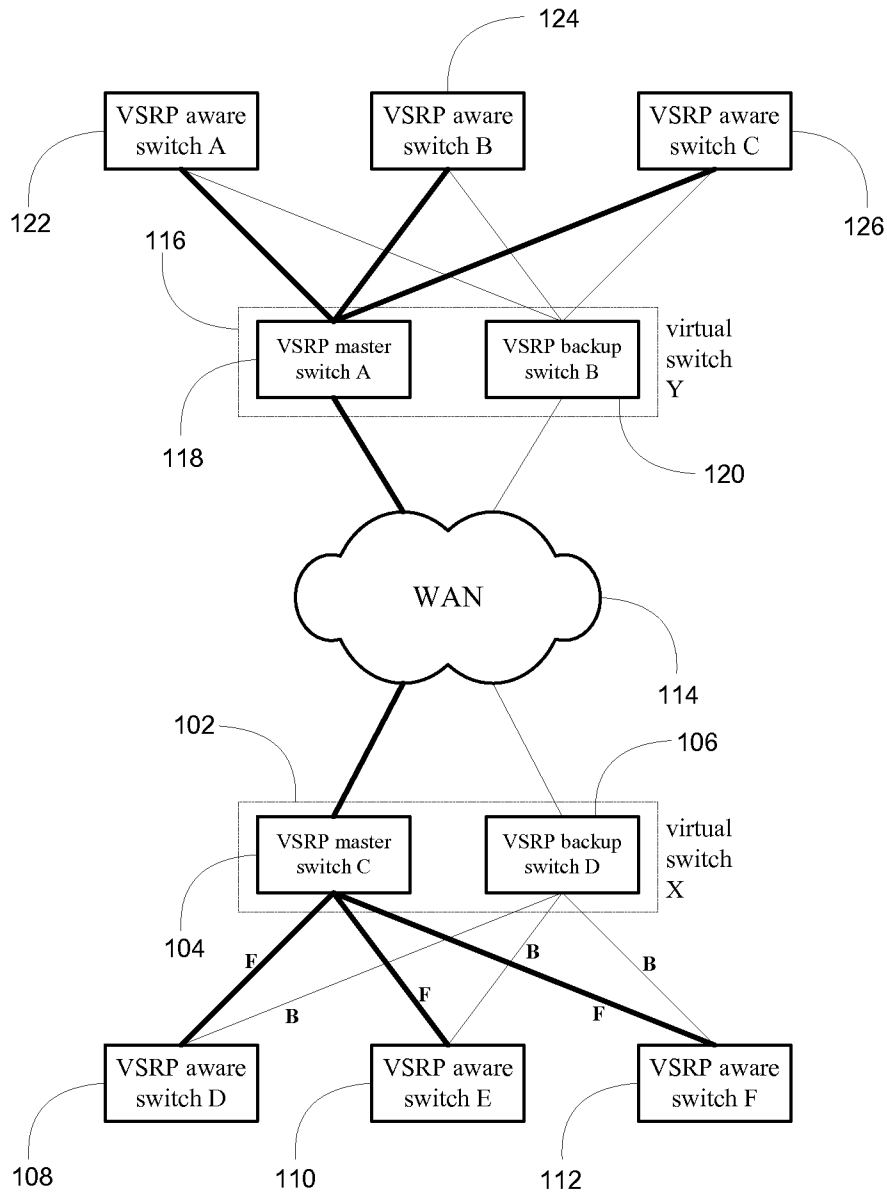 124
VSRP aware
switch A
VSRP aware
switch B
VSRP aware
switch C
122
126
116
VSRP master
switch A
VSRP backup
switch B
virtual
switch
Y
118
120
WAN
114
102
106
VSRP master
switch C
VSRP backup
switch D
virtual
switch
X
104
F
B
F
B
B
F
VSRP aware
switch D
VSRP aware
switch E
VSRP aware
switch F
108
110
112